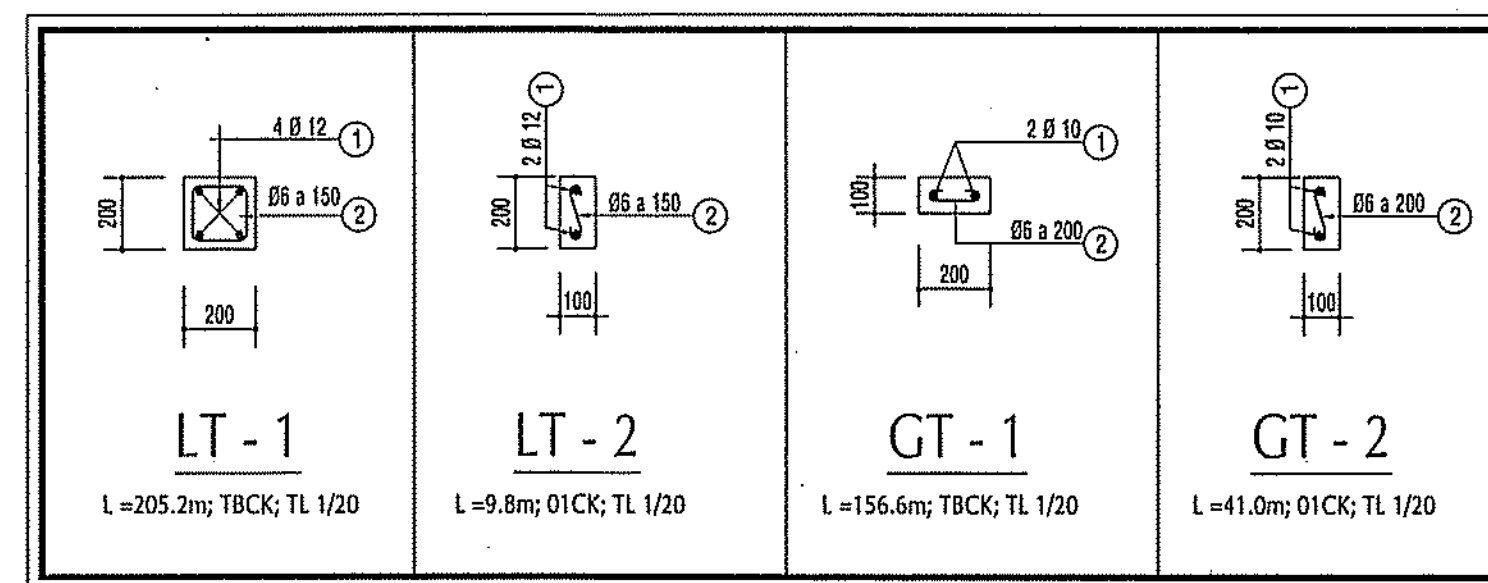 4 Ø 12 1
Ø6 a 150 2
200
200
LT - 1
L =205.2m; TBCK; TL 1/20
1
2 Ø 12
Ø6 a 150 2
200
100
LT - 2
L =9.8m; 01CK; TL 1/20
2 Ø 10 1
100
Ø6 a 200 2
200
GT - 1
L =156.6m; TBCK; TL 1/20
1
2 Ø 10
Ø6 a 200 2
200
100
GT - 2
L =41.0m; 01CK; TL 1/20